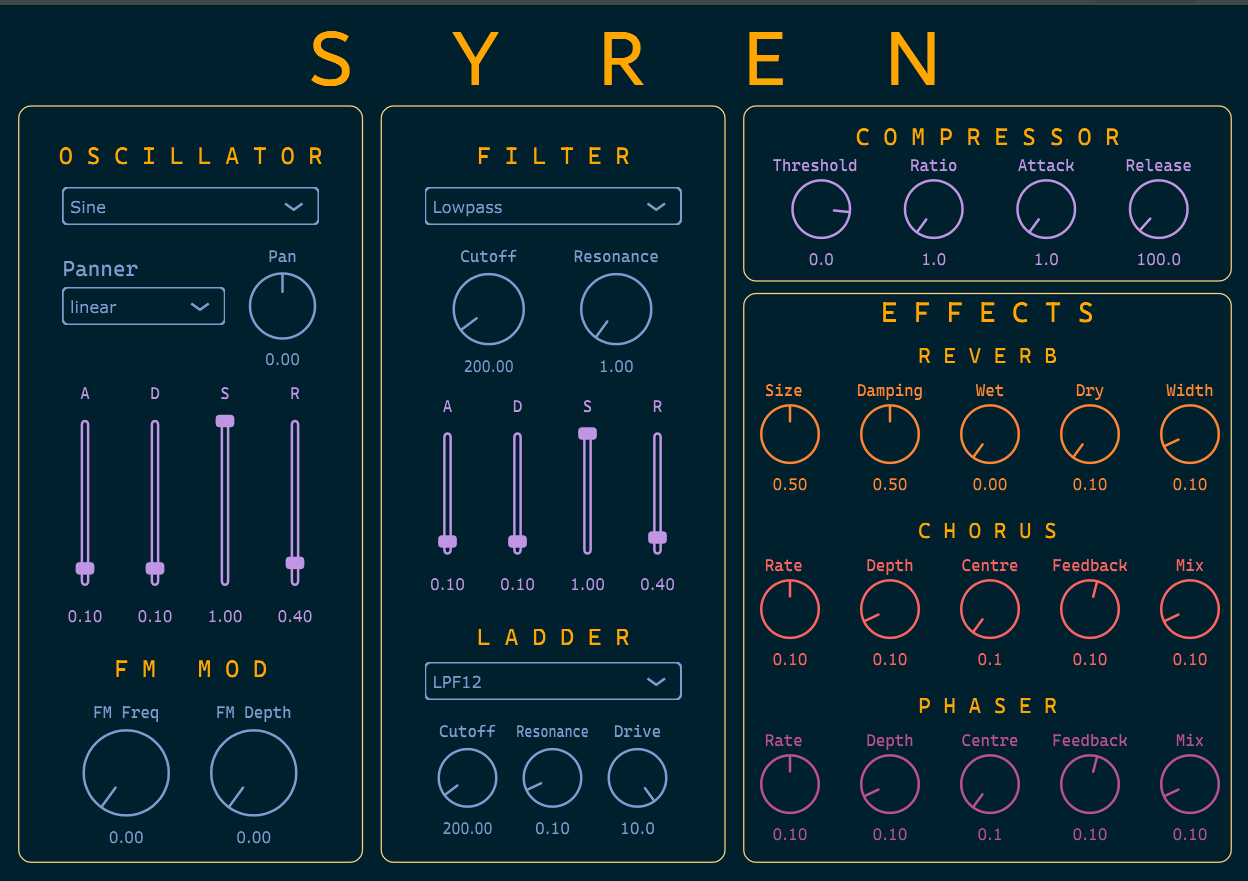 S Y R E N
OSCILLATOR
Sine
Panner
linear
Pan
0.00
A D S R
0.10 0.10 1.00 0.40
FM MOD
FM Freq FM Depth
0.00 0.00
FILTER
Lowpass
Cutoff Resonance
200.00 1.00
A D S R
0.10 0.10 1.00 0.40
LADDER
LPF12
Cutoff Resonance Drive
200.00 0.10 10.0
COMPRESSOR
Threshold Ratio Attack Release
0.0 1.0 1.0 100.0
EFFECTS
REVERB
Size Damping Wet Dry Width
0.50 0.50 0.00 0.10 0.10
CHORUS
Rate Depth Centre Feedback Mix
0.10 0.10 0.1 0.10 0.10
PHASER
Rate Depth Centre Feedback Mix
0.10 0.10 0.1 0.10 0.10